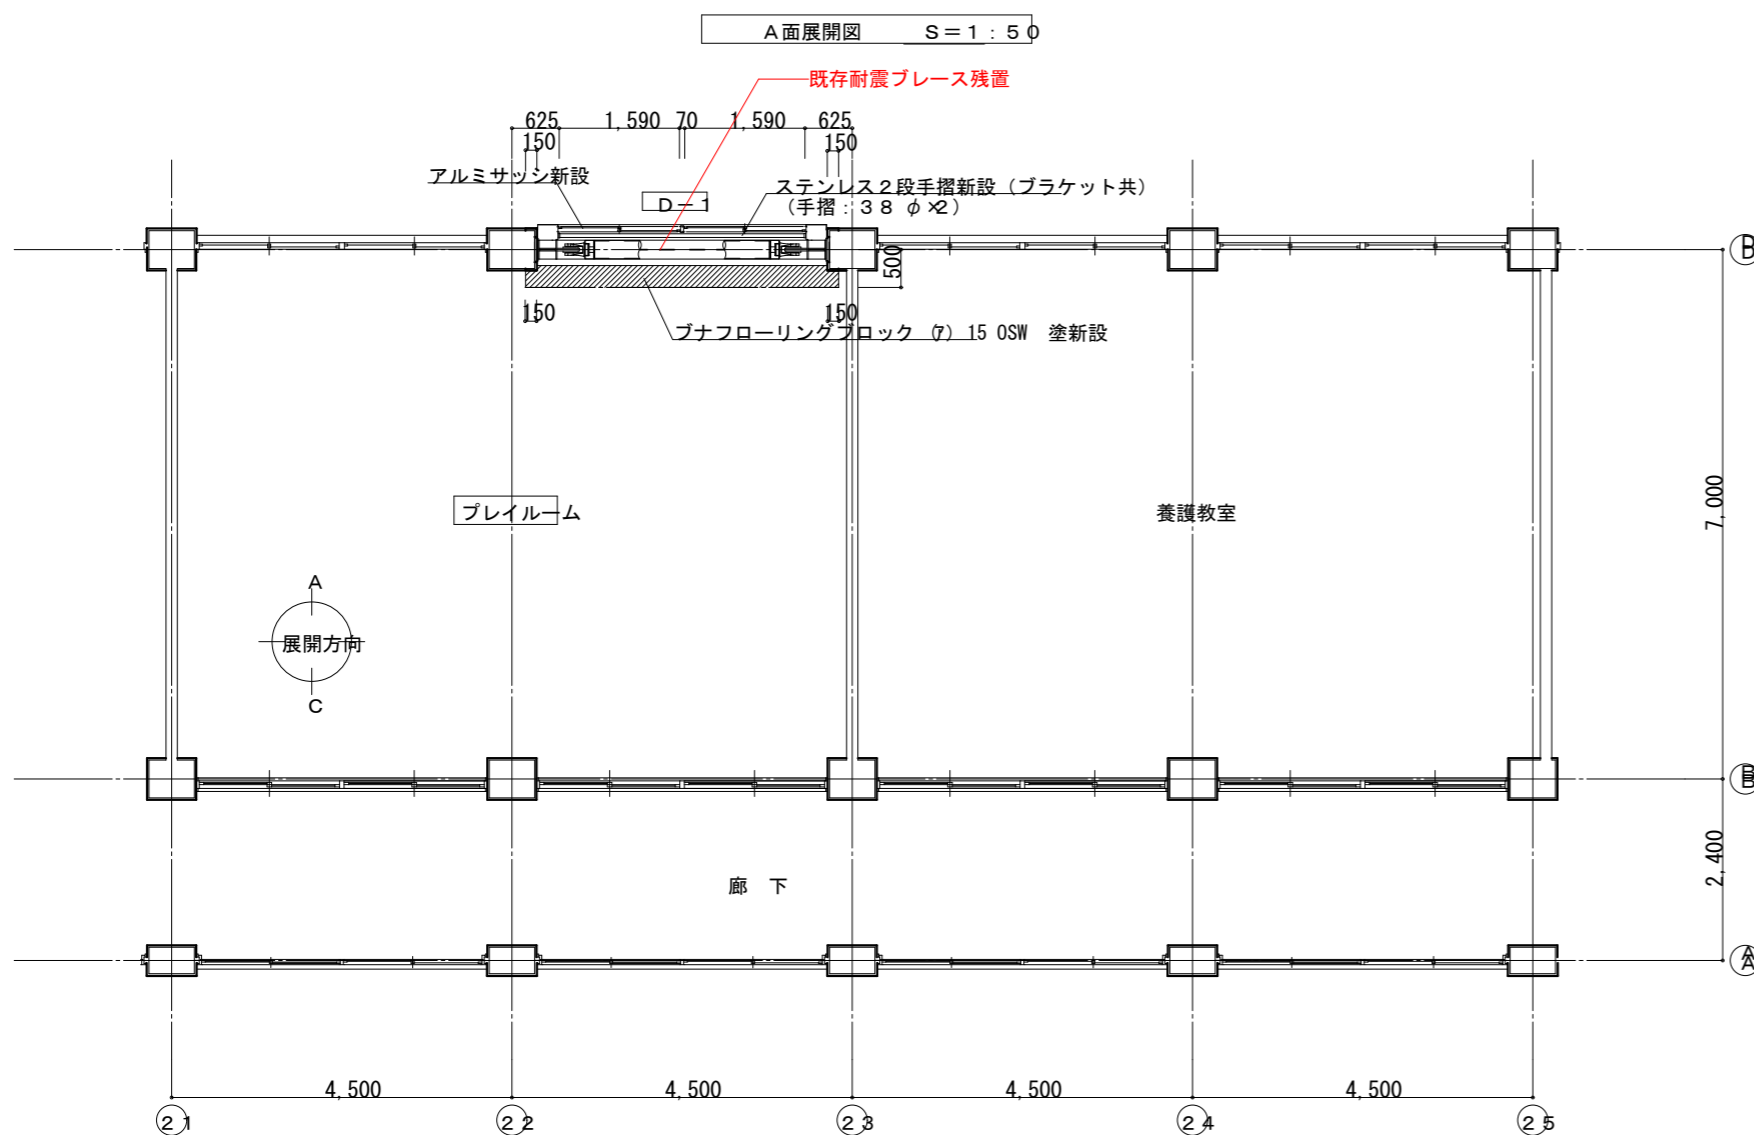 A面展開図　S=1:50
既存耐震ブレース残置
625 1,590 70 1,590 625
150 150
アルミサッシ新設
ステンレス2段手摺新設（ブラケット共）
D-1
（手摺：38φ×2）
B
500
150 150
ブナフローリングブロック (ｱ) 15 OSW 塗新設
プレイルーム
養護教室
7,000
A
展開方向
C
B
2,400
廊 下
A
4,500 4,500 4,500 4,500
21 22 23 24 25